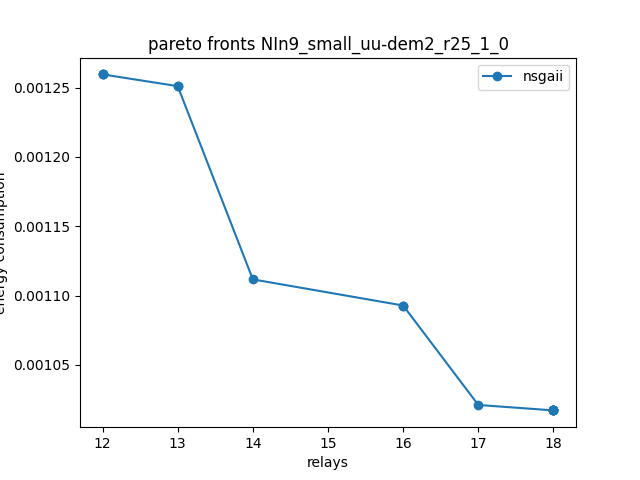 pareto fronts NIn9_small_uu-dem2_r25_1_0
nsgaii
0.00125
0.00120
0.00115
0.00110
0.00105
energy consumption
12 13 14 15 16 17 18
relays